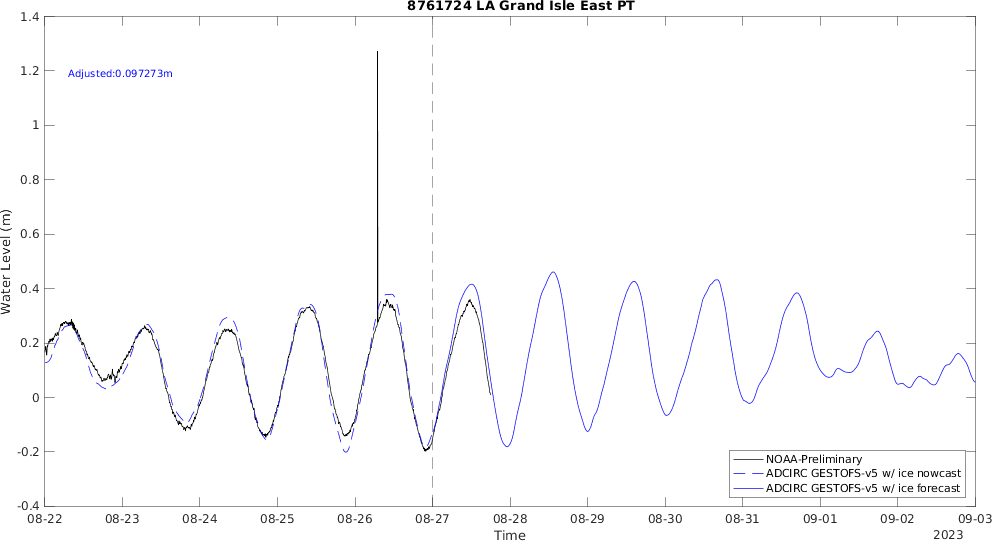 8761724 LA Grand Isle East PT
1.4
1.2
1
0.8
0.6
0.4
0.2
0
-0.2
-0.4
Water Level (m)
Adjusted:0.097273m
NOAA-Preliminary
ADCIRC GESTOFS-v5 w/ ice nowcast
ADCIRC GESTOFS-v5 w/ ice forecast
08-22 08-23 08-24 08-25 08-26 08-27 08-28 08-29 08-30 08-31 09-01 09-02 09-03
Time
2023